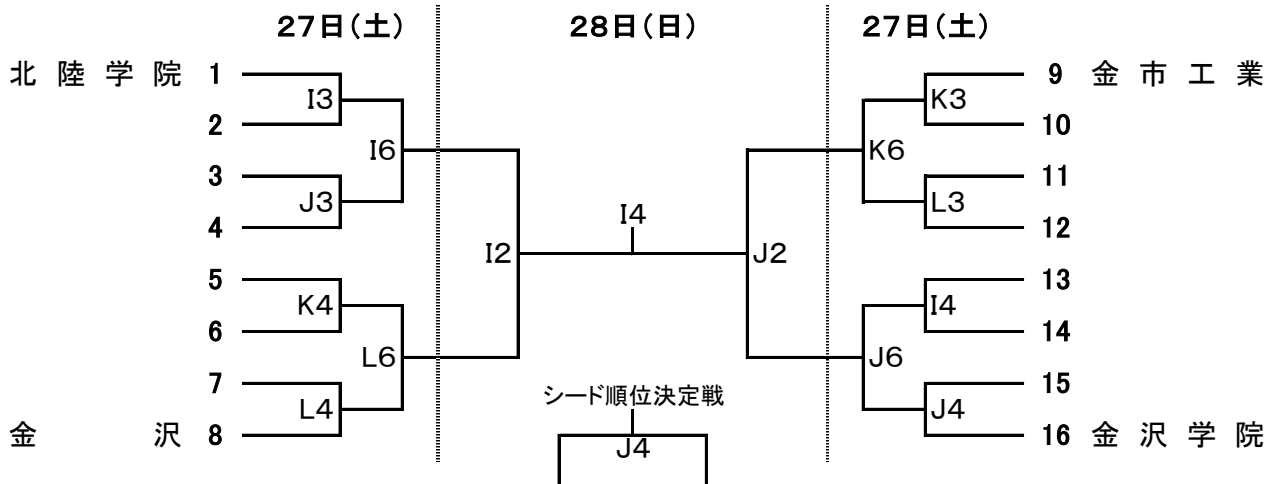 27日(土) 28日(日) 27日(土)
北陸学院 1 9 金市工業
I3 K3
2 10
I6 K6
3 11
J3 L3
4 I4 12
I2 J2
5 13
K4 I4
6 14
L6 J6
7 15
シード順位決定戦
L4 J4
金沢 8 16 金沢学院
J4